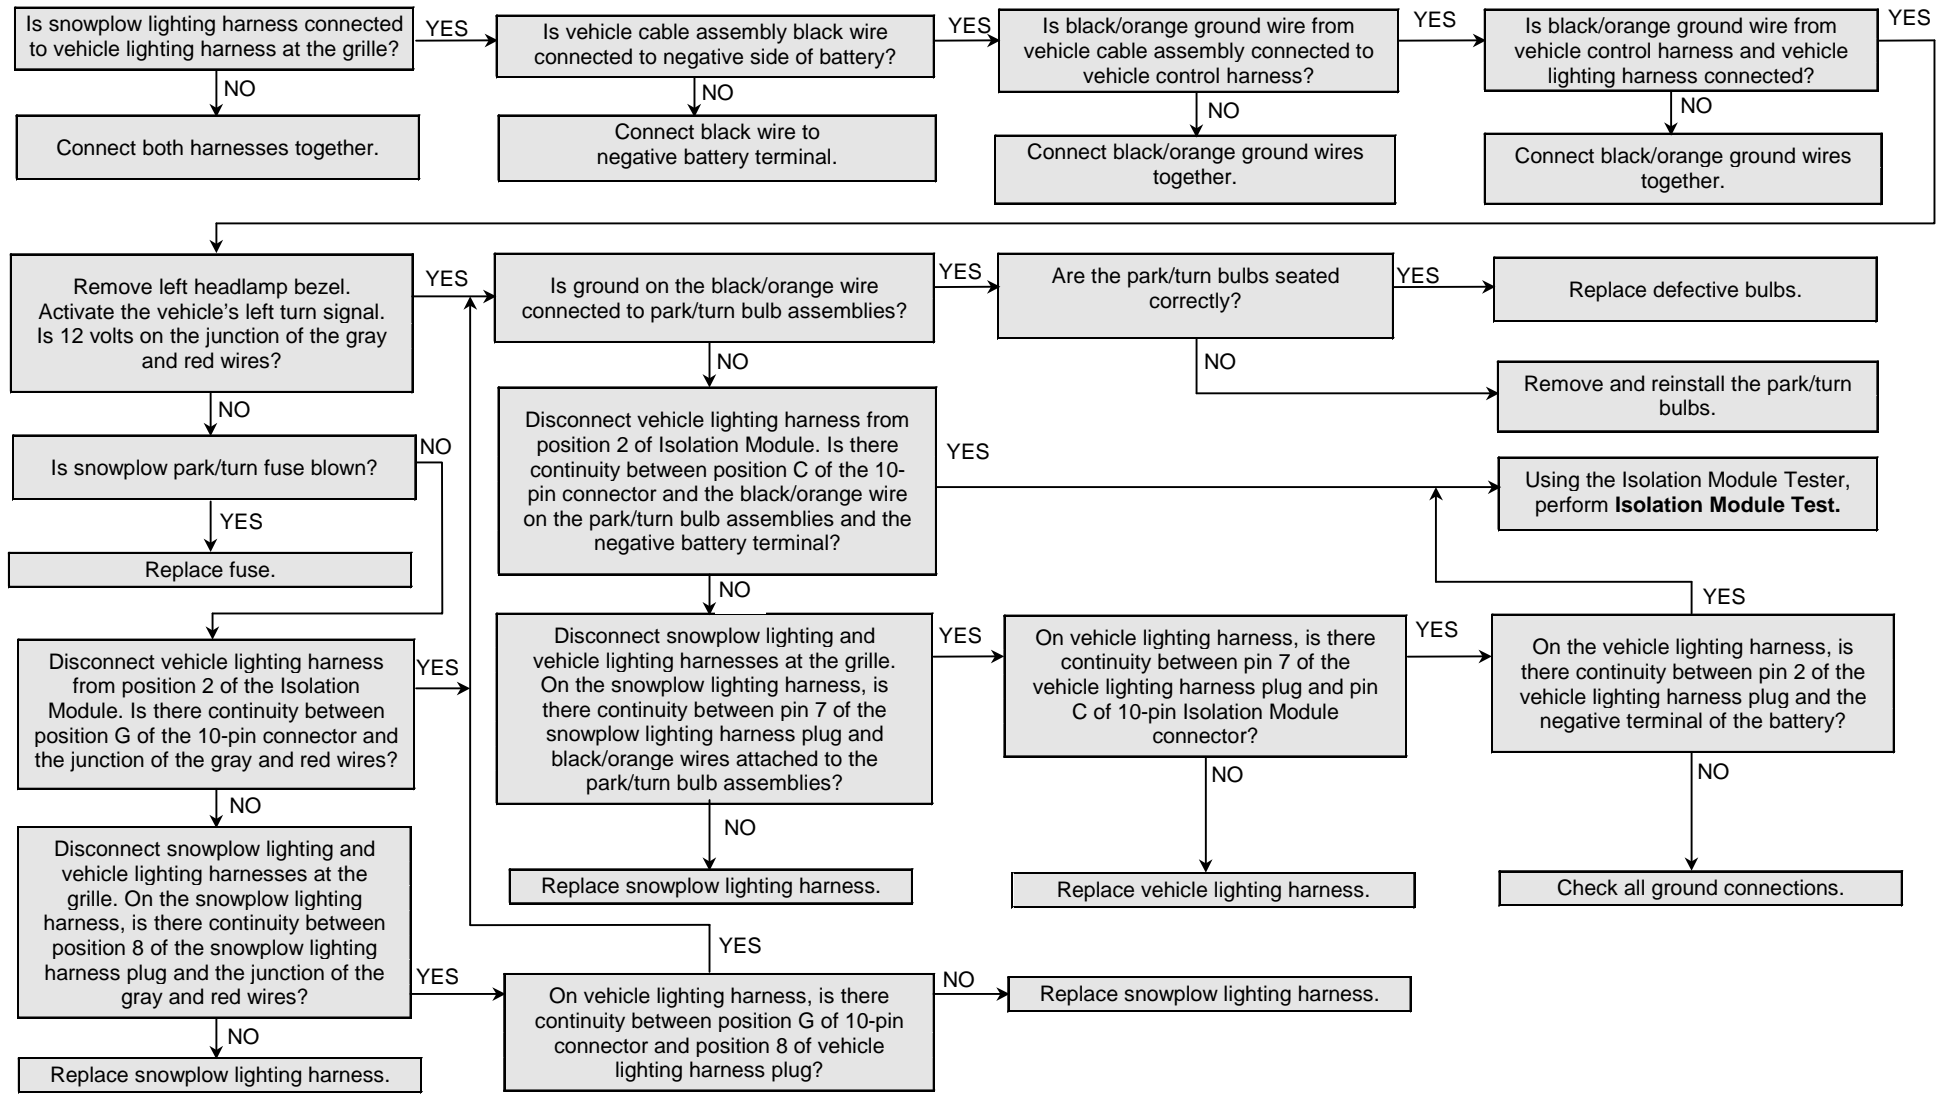 Is snowplow lighting harness connected
to vehicle lighting harness at the grille?
YES
Is vehicle cable assembly black wire
connected to negative side of battery?
YES
Is black/orange ground wire from
vehicle cable assembly connected to
vehicle control harness?
YES
Is black/orange ground wire from
vehicle control harness and vehicle
lighting harness connected?
YES
NO
NO
NO
NO
Connect both harnesses together.
Connect black wire to
negative battery terminal.
Connect black/orange ground wires
together.
Connect black/orange ground wires
together.
Remove left headlamp bezel.
Activate the vehicle's left turn signal.
Is 12 volts on the junction of the gray
and red wires?
YES
Is ground on the black/orange wire
connected to park/turn bulb assemblies?
YES
Are the park/turn bulbs seated
correctly?
YES
Replace defective bulbs.
NO
NO
NO
Remove and reinstall the park/turn
bulbs.
Is snowplow park/turn fuse blown?
NO
YES
Replace fuse.
Disconnect vehicle lighting harness from
position 2 of Isolation Module. Is there
continuity between position C of the 10-
pin connector and the black/orange wire
on the park/turn bulb assemblies and the
negative battery terminal?
YES
Using the Isolation Module Tester,
perform Isolation Module Test.
NO
YES
Disconnect vehicle lighting harness
from position 2 of the Isolation
Module. Is there continuity between
position G of the 10-pin connector and
the junction of the gray and red wires?
YES
Disconnect snowplow lighting and
vehicle lighting harnesses at the grille.
On the snowplow lighting harness, is
there continuity between pin 7 of the
snowplow lighting harness plug and
black/orange wires attached to the
park/turn bulb assemblies?
YES
On vehicle lighting harness, is there
continuity between pin 7 of the
vehicle lighting harness plug and pin
C of 10-pin Isolation Module
connector?
YES
On the vehicle lighting harness, is
there continuity between pin 2 of the
vehicle lighting harness plug and the
negative terminal of the battery?
NO
NO
NO
NO
Disconnect snowplow lighting and
vehicle lighting harnesses at the
grille. On the snowplow lighting
harness, is there continuity between
position 8 of the snowplow lighting
harness plug and the junction of the
gray and red wires?
YES
Replace snowplow lighting harness.
Replace vehicle lighting harness.
Check all ground connections.
YES
On vehicle lighting harness, is there
continuity between position G of 10-pin
connector and position 8 of vehicle
lighting harness plug?
NO
Replace snowplow lighting harness.
NO
Replace snowplow lighting harness.